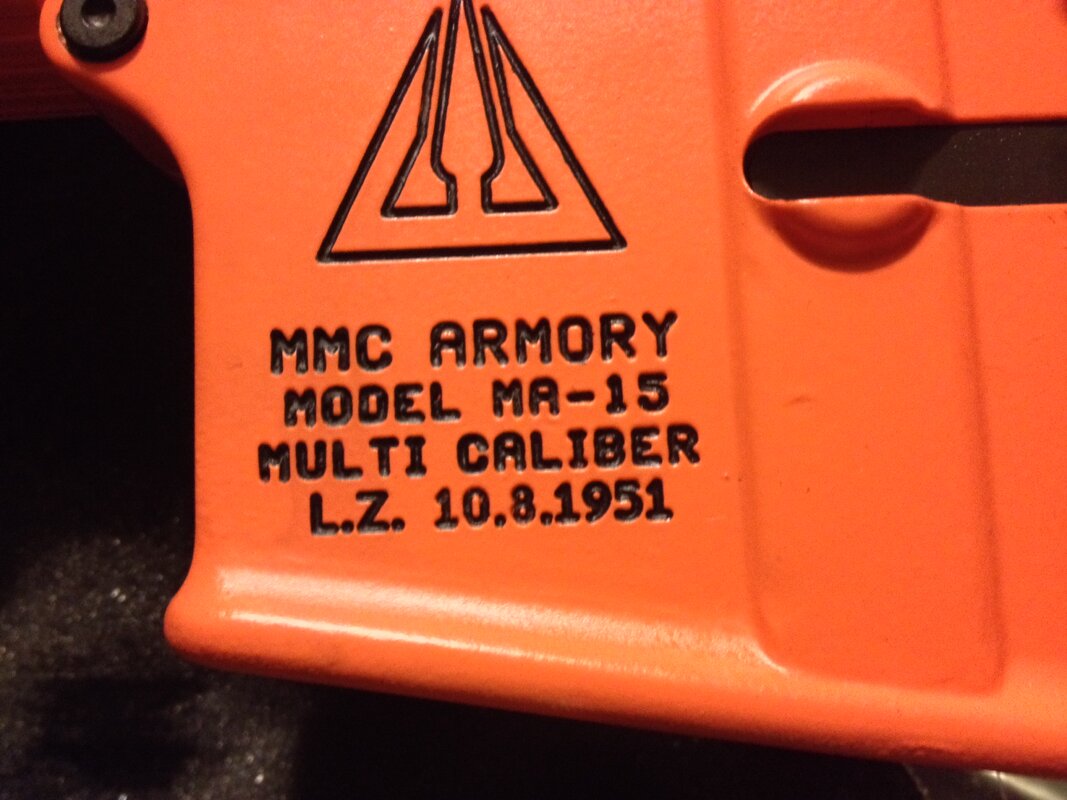 MMC ARMORY
MODEL MA-15
MULTI CALIBER
L.Z. 10.8.1951